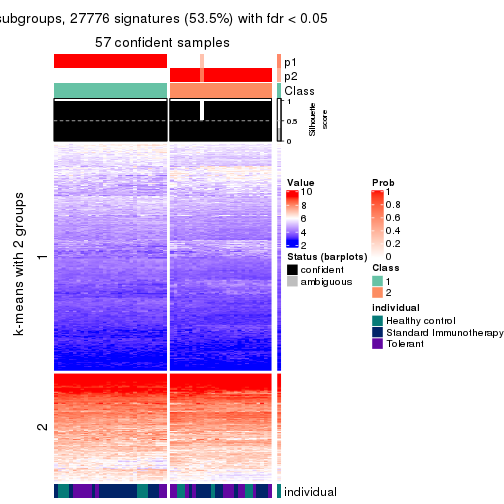 subgroups, 27776 signatures (53.5%) with fdr < 0.05
57 confident samples
p1
p2
Class
1
0.5
0
Silhouette
score
k-means with 2 groups
1
2
individual
Value
10
8
6
4
2
Status (barplots)
confident
ambiguous
Prob
1
0.8
0.6
0.4
0.2
0
Class
1
2
individual
Healthy control
Standard Immunotherapy
Tolerant